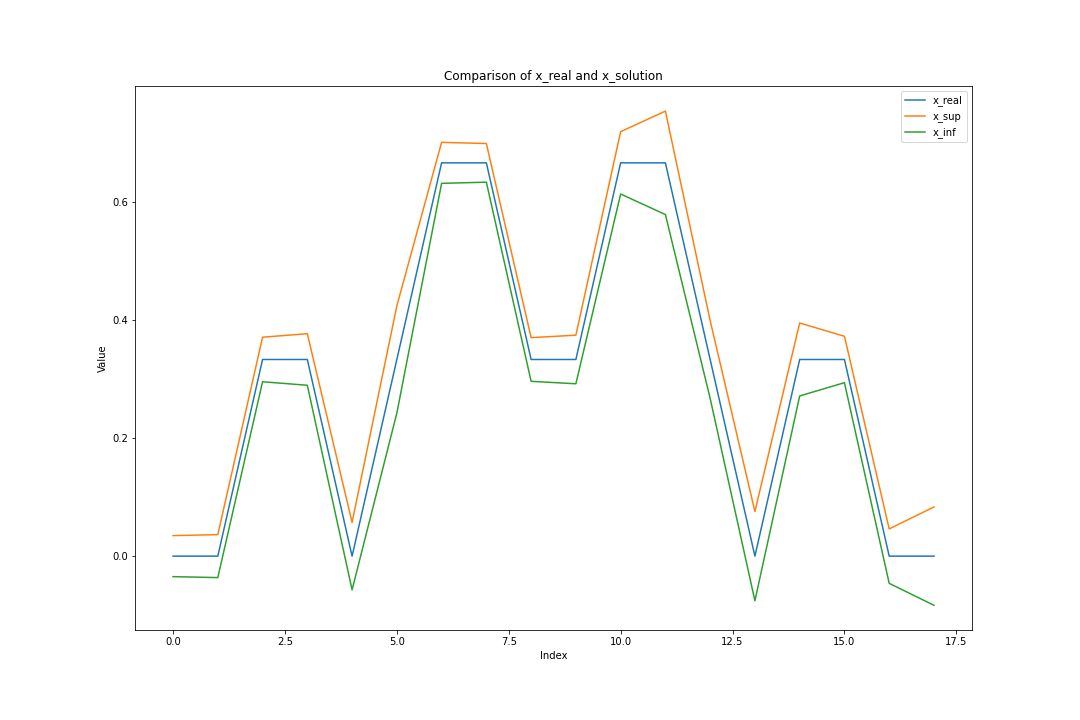 Comparison of x_real and x_solution
x_real
x_sup
x_inf
Value
0.6
0.4
0.2
0.0
0.0 2.5 5.0 7.5 10.0 12.5 15.0 17.5
Index